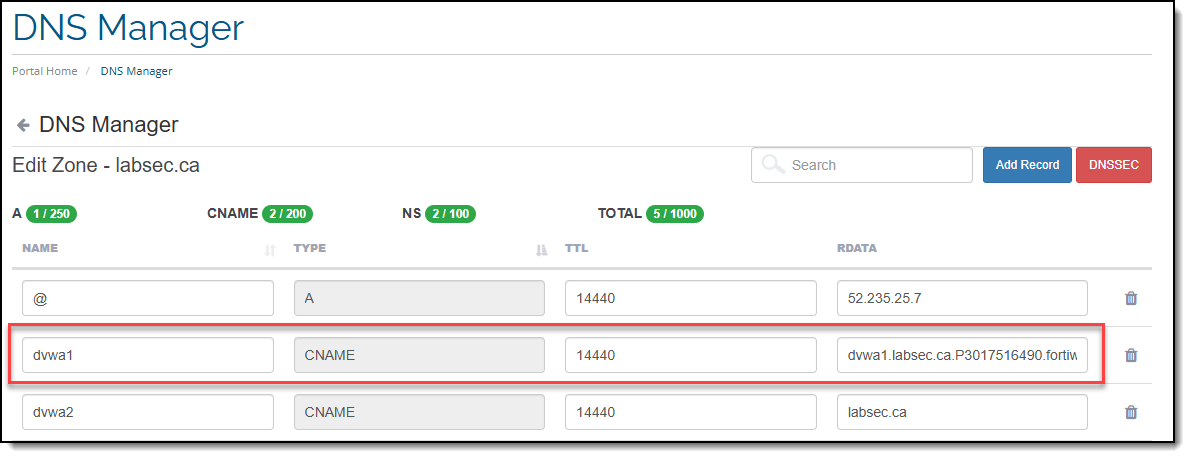 DNS Manager
Portal Home / DNS Manager
DNS Manager
Edit Zone - labsec.ca Search Add Record DNSSEC
A 1 / 250 CNAME 2 / 200 NS 2 / 100 TOTAL 5 / 1000
NAME TYPE TTL RDATA
@ A 14440 52.235.25.7
dvwa1 CNAME 14440 dvwa1.labsec.ca.P3017516490.fortiw
dvwa2 CNAME 14440 labsec.ca